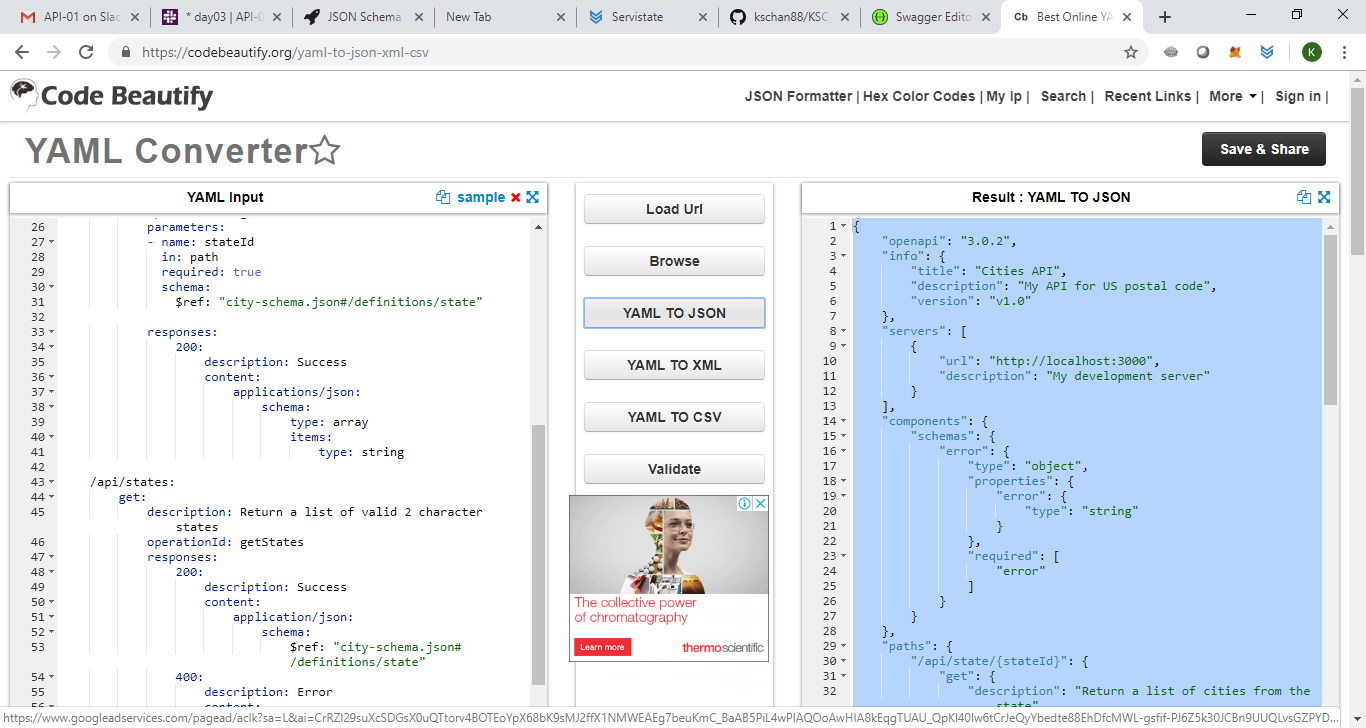 API-01 on Slac
* day03 | API-0
JSON Schema
New Tab
Servistate
kschan88/KSC_
Swagger Edito
Cb Best Online YA
https://codebeautify.org/yaml-to-json-xml-csv
K
Code Beautify
JSON Formatter | Hex Color Codes | My Ip | Search | Recent Links | More | Sign in |
YAML Converter
Save & Share
YAML Input
sample
26 parameters:
27 - name: stateId
28 in: path
29 required: true
30 schema:
31 $ref: "city-schema.json#/definitions/state"
32
33 responses:
34 200:
35 description: Success
36 content:
37 applications/json:
38 schema:
39 type: array
40 items:
41 type: string
42
43 /api/states:
44 get:
45 description: Return a list of valid 2 character
states
46 operationId: getStates
47 responses:
48 200:
49 description: Success
50 content:
51 application/json:
52 schema:
53 $ref: "city-schema.json#
/definitions/state"
54 400:
55 description: Error
Load Url
Browse
YAML TO JSON
YAML TO XML
YAML TO CSV
Validate
The collective power
of chromatography
Learn more
thermoscientific
Result : YAML TO JSON
1 {
2 "openapi": "3.0.2",
3 "info": {
4 "title": "Cities API",
5 "description": "My API for US postal code",
6 "version": "v1.0"
7 },
8 "servers": [
9 {
10 "url": "http://localhost:3000",
11 "description": "My development server"
12 }
13 ],
14 "components": {
15 "schemas": {
16 "error": {
17 "type": "object",
18 "properties": {
19 "error": {
20 "type": "string"
21 }
22 },
23 "required": [
24 "error"
25 ]
26 }
27 }
28 },
29 "paths": {
30 "/api/state/{stateId}": {
31 "get": {
32 "description": "Return a list of cities from the